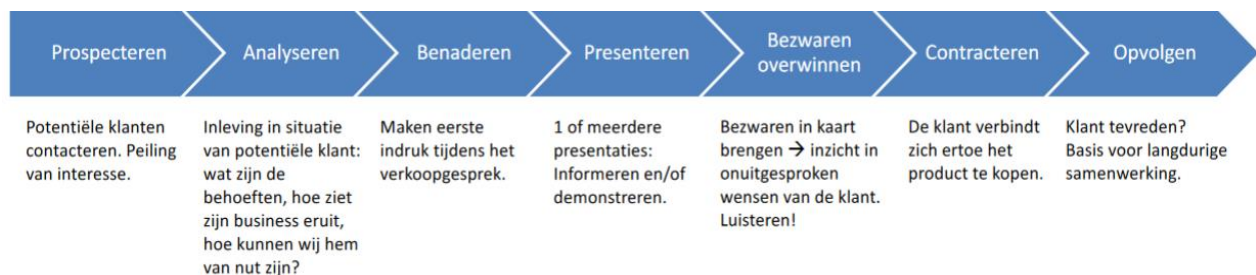 Prospecteren
Analyseren
Benaderen
Presenteren
Bezwaren
overwinnen
Contracteren
Opvolgen
Potentiële klanten
contacteren. Peiling
van interesse.
Inleving in situatie
van potentiële klant:
wat zijn de
behoeften, hoe ziet
zijn business eruit,
hoe kunnen wij hem
van nut zijn?
Maken eerste
indruk tijdens het
verkoopgesprek.
1 of meerdere
presentaties:
Informeren en/of
demonstreren.
Bezwaren in kaart
brengen → inzicht in
onuitgesproken
wensen van de klant.
Luisteren!
De klant verbindt
zich ertoe het
product te kopen.
Klant tevreden?
Basis voor langdurige
samenwerking.